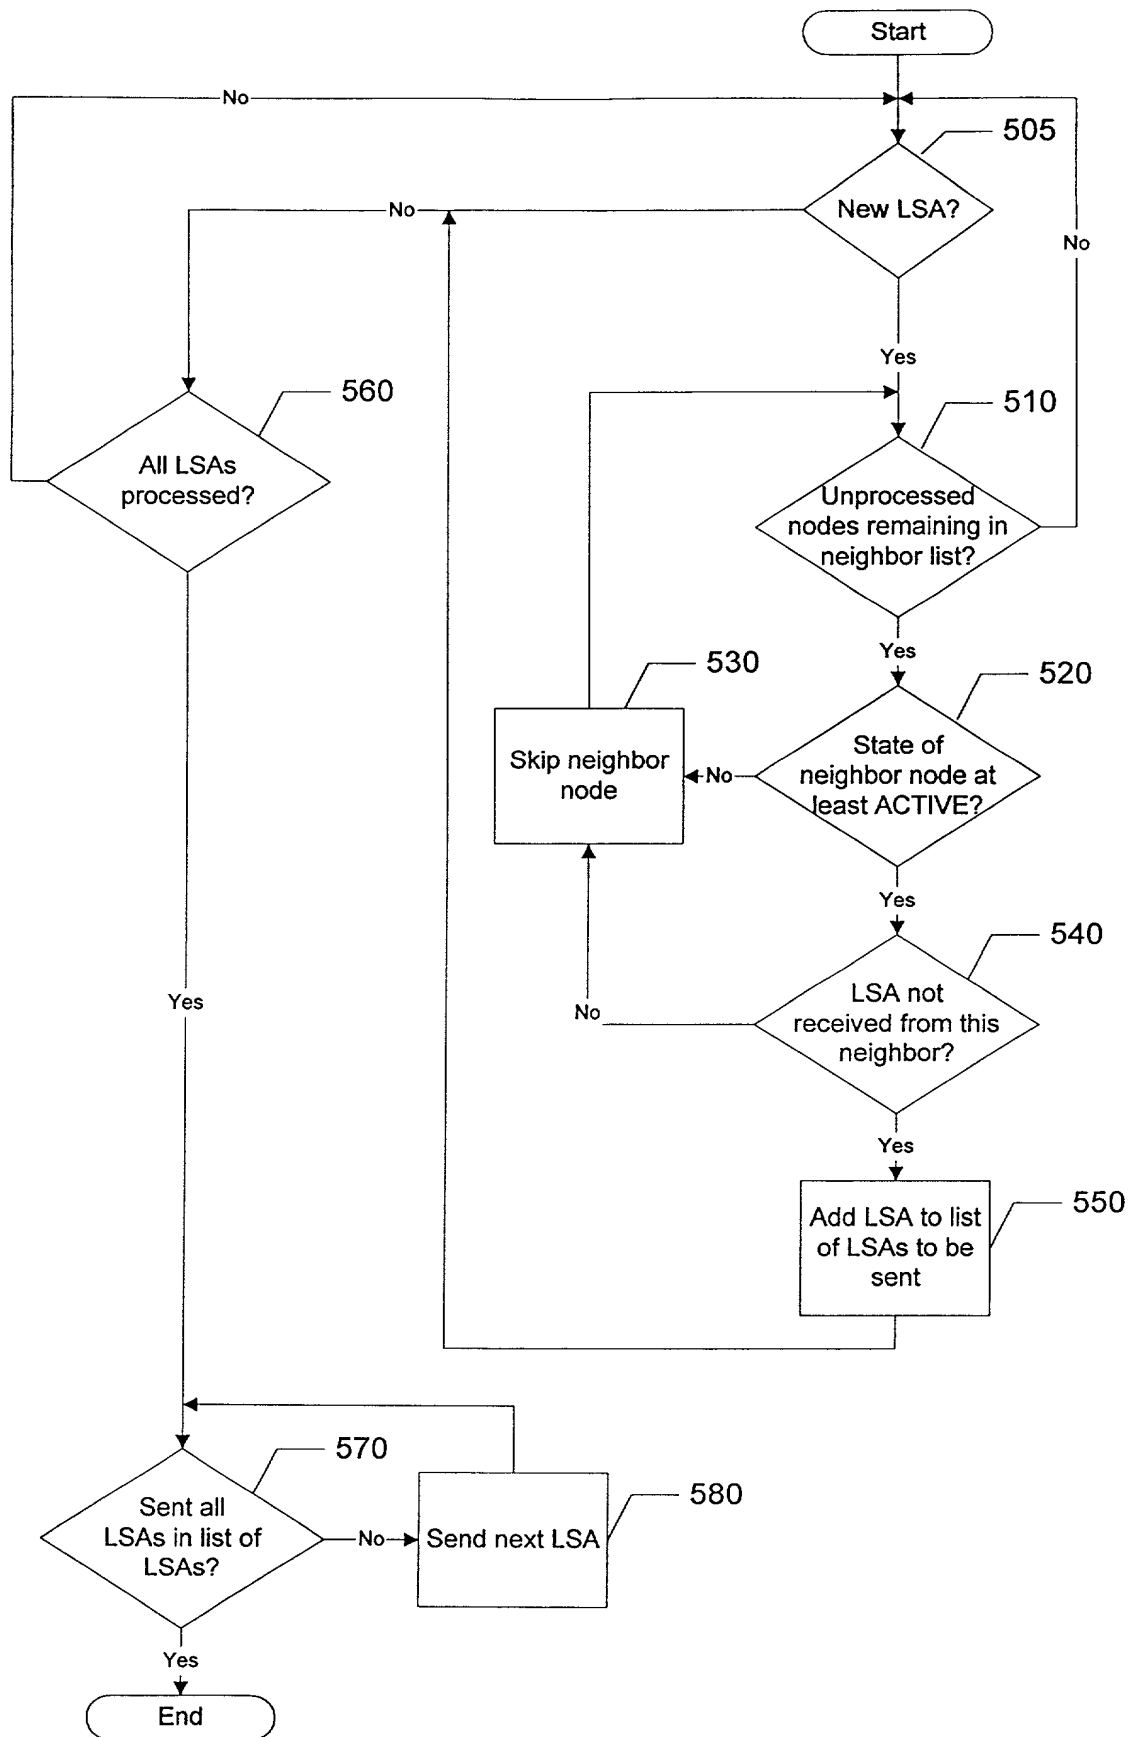 Start
No
505
New LSA?
No
No
Yes
560
510
All LSAs
processed?
Unprocessed
nodes remaining in
neighbor list?
Yes
530
520
Skip neighbor
node
No
State of
neighbor node at
least ACTIVE?
Yes
540
Yes
No
LSA not
received from this
neighbor?
Yes
550
Add LSA to list
of LSAs to be
sent
570
580
Sent all
LSAs in list of
LSAs?
No
Send next LSA
Yes
End